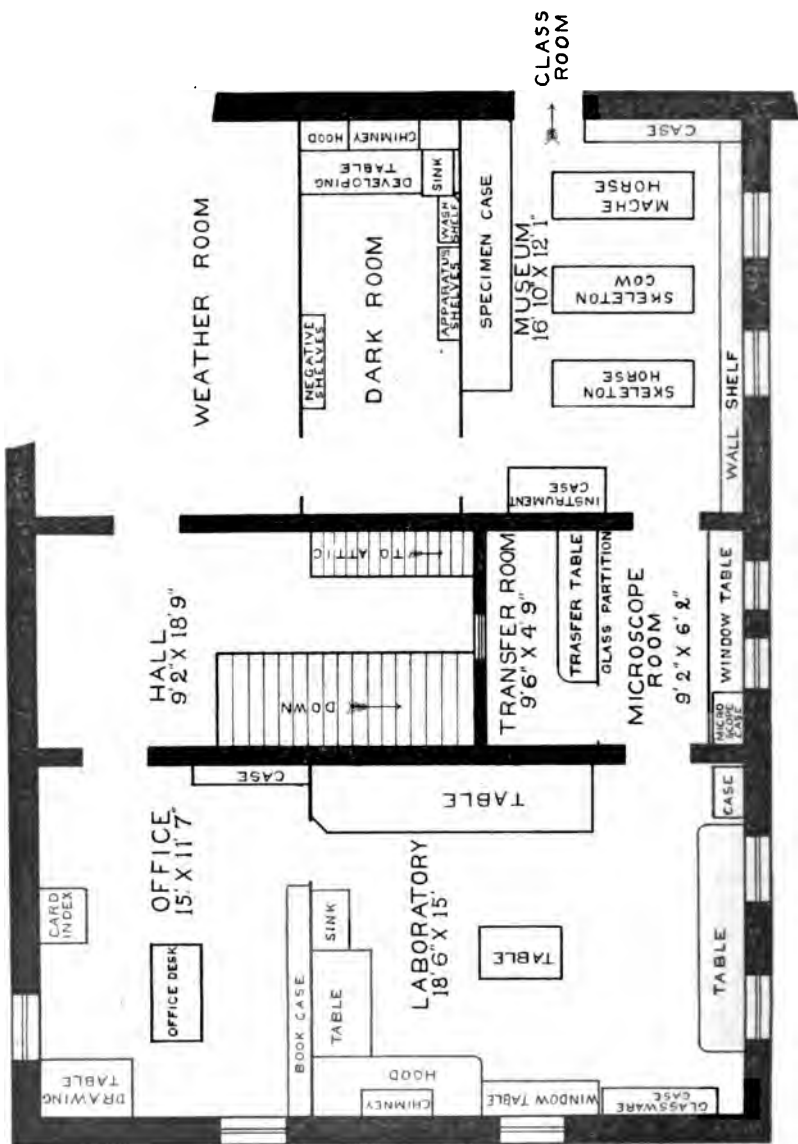 CLASS
ROOM
WEATHER ROOM
CHIMNEY
HOOD
DEVELOPING
TABLE
SINK
WASH
SHELF
APPARATUS
SHELVES
NEGATIVE
SHELVES
DARK ROOM
SPECIMEN CASE
MUSEUM
16' 10" X 12' 1"
CASE
MACHE
HORSE
SKELETON
COW
SKELETON
HORSE
WALL SHELF
INSTRUMENT
CASE
TO ATTIC
HALL
9' 2" X 18' 9"
DOWN
TRANSFER ROOM
9' 6" X 4' 9"
TRASFER TABLE
GLASS PARTITION
MICROSCOPE
ROOM
9' 2" X 6' 2"
WINDOW TABLE
MICRO
SCOPE
CASE
CASE
OFFICE
15' X 11' 7"
CARD
INDEX
OFFICE DESK
DRAWING
TABLE
BOOK CASE
TABLE
LABORATORY
18' 6" X 15'
SINK
TABLE
HOOD
CHIMNEY
TABLE
CASE
TABLE
WINDOW TABLE
GLASSWARE
CASE